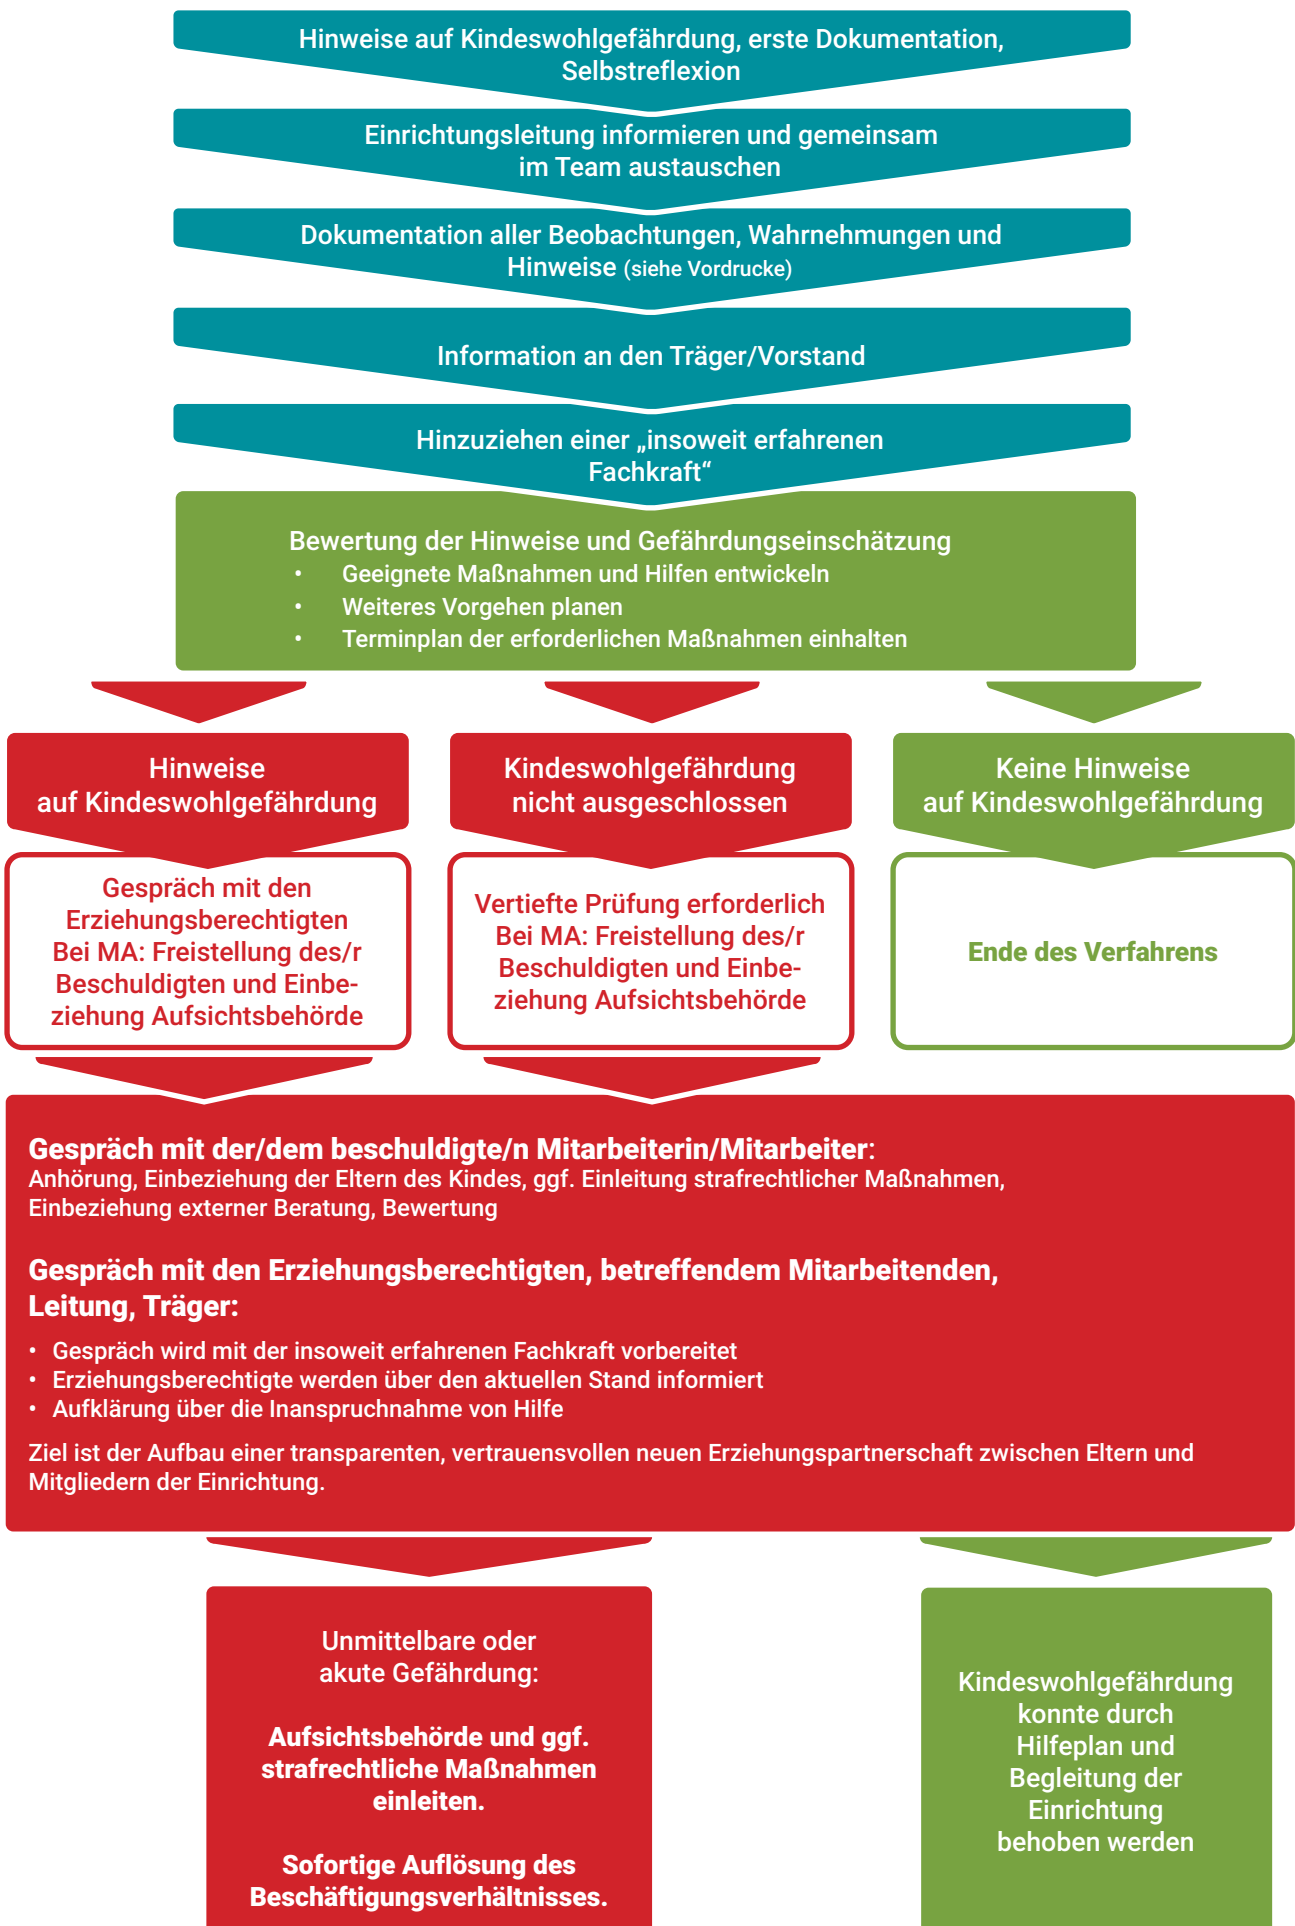 Hinweise auf Kindeswohlgefährdung, erste Dokumentation,
Selbstreflexion
Einrichtungsleitung informieren und gemeinsam
im Team austauschen
Dokumentation aller Beobachtungen, Wahrnehmungen und
Hinweise (siehe Vordrucke)
Information an den Träger/Vorstand
Hinzuziehen einer „insoweit erfahrenen
Fachkraft“
Bewertung der Hinweise und Gefährdungseinschätzung
• Geeignete Maßnahmen und Hilfen entwickeln
• Weiteres Vorgehen planen
• Terminplan der erforderlichen Maßnahmen einhalten
Hinweise
auf Kindeswohlgefährdung
Gespräch mit den
Erziehungsberechtigten
Bei MA: Freistellung des/r
Beschuldigten und Einbe-
ziehung Aufsichtsbehörde
Kindeswohlgefährdung
nicht ausgeschlossen
Vertiefte Prüfung erforderlich
Bei MA: Freistellung des/r
Beschuldigten und Einbe-
ziehung Aufsichtsbehörde
Keine Hinweise
auf Kindeswohlgefährdung
Ende des Verfahrens
Gespräch mit der/dem beschuldigte/n Mitarbeiterin/Mitarbeiter:
Anhörung, Einbeziehung der Eltern des Kindes, ggf. Einleitung strafrechtlicher Maßnahmen,
Einbeziehung externer Beratung, Bewertung
Gespräch mit den Erziehungsberechtigten, betreffendem Mitarbeitenden,
Leitung, Träger:
• Gespräch wird mit der insoweit erfahrenen Fachkraft vorbereitet
• Erziehungsberechtigte werden über den aktuellen Stand informiert
• Aufklärung über die Inanspruchnahme von Hilfe
Ziel ist der Aufbau einer transparenten, vertrauensvollen neuen Erziehungspartnerschaft zwischen Eltern und
Mitgliedern der Einrichtung.
Unmittelbare oder
akute Gefährdung:
Aufsichtsbehörde und ggf.
strafrechtliche Maßnahmen
einleiten.
Sofortige Auflösung des
Beschäftigungsverhältnisses.
Kindeswohlgefährdung
konnte durch
Hilfeplan und
Begleitung der
Einrichtung
behoben werden